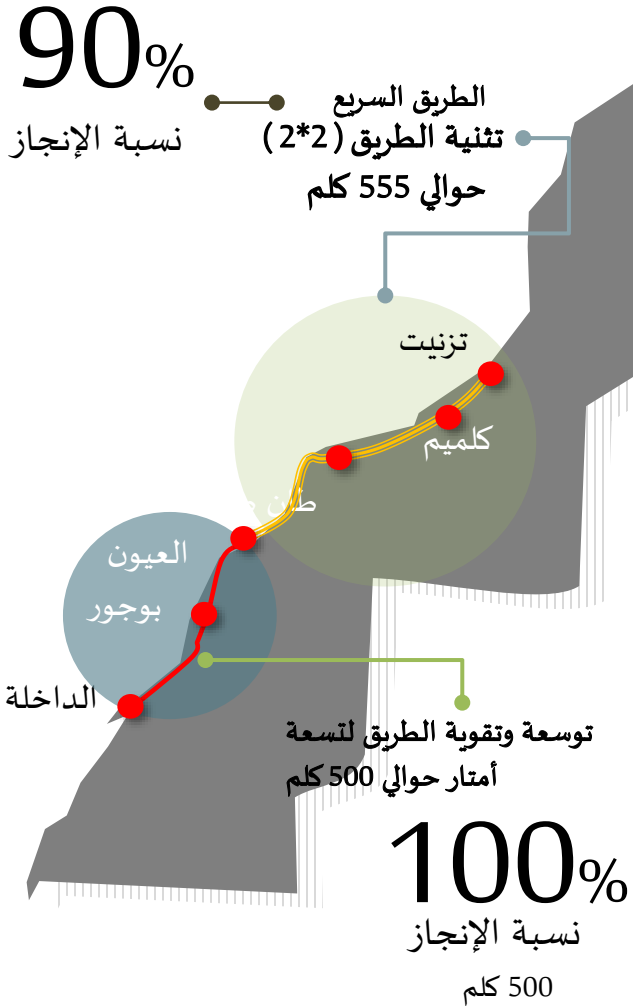 90%
نسبة الإنجاز
الطريق السريع
تثنية الطريق (2*2)
حوالي 555 كلم
تزنيت
كلميم
طان
العيون
بوجور
الداخلة
توسعة وتقوية الطريق لتسعة
أمتار حوالي 500 كلم
100%
نسبة الإنجاز
500 كلم